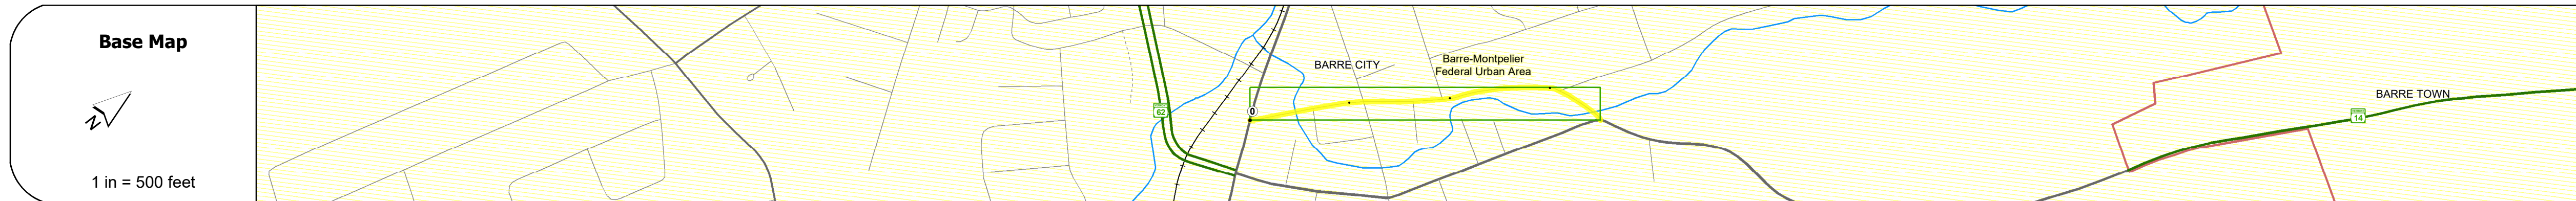 Base Map
N
1 in = 500 feet
62
0
BARRE CITY
Barre-Montpelier
Federal Urban Area
BARRE TOWN
14